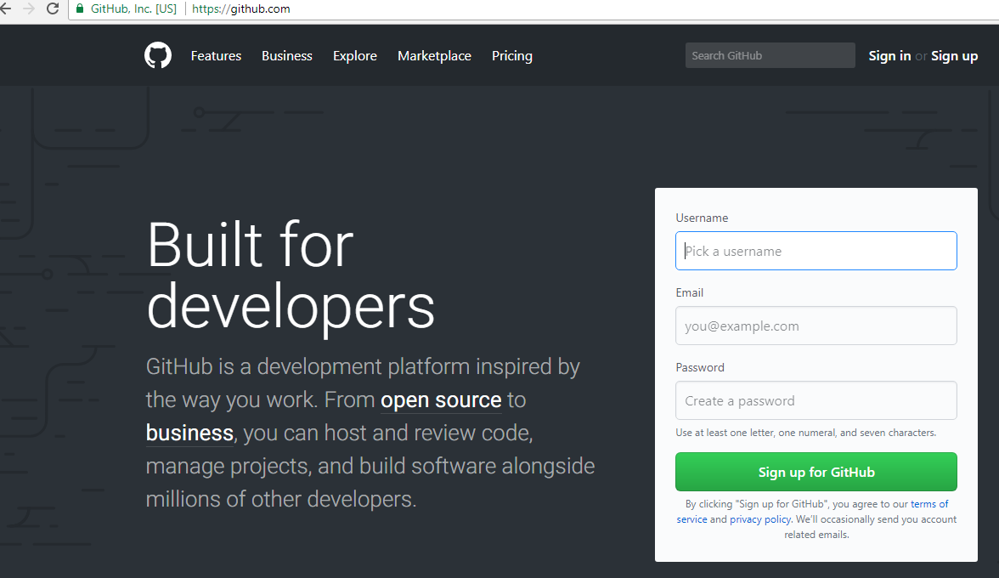 GitHub, Inc. [US] https://github.com
Features Business Explore Marketplace Pricing Search GitHub Sign in or Sign up
Built for
developers
GitHub is a development platform inspired by
the way you work. From open source to
business, you can host and review code,
manage projects, and build software alongside
millions of other developers.
Username
Pick a username
Email
you@example.com
Password
Create a password
Use at least one letter, one numeral, and seven characters.
Sign up for GitHub
By clicking "Sign up for GitHub", you agree to our terms of
service and privacy policy. We’ll occasionally send you account
related emails.